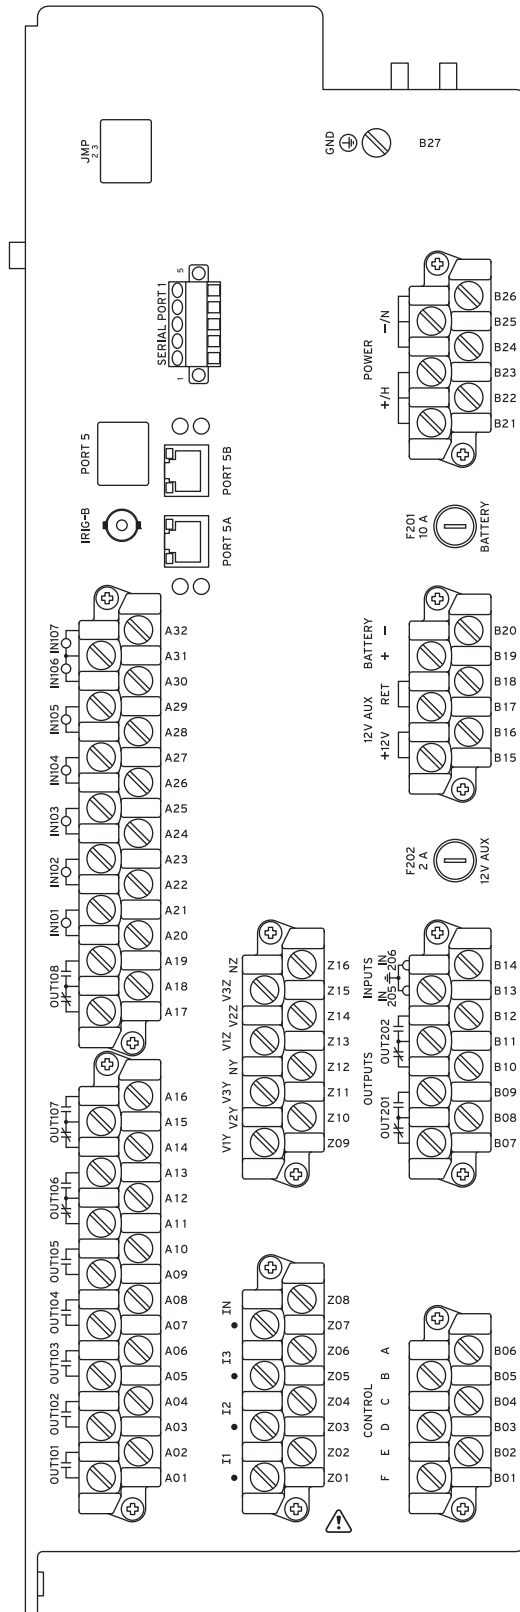 JMP
2 3
GND
B27
SERIAL PORT 1
5
1
POWER
+/H
–/N
B26
B25
B24
B23
B22
B21
PORT 5
PORT 5B
IRIG-B
PORT 5A
F201
10 A
BATTERY
IN107
IN106
IN105
IN104
IN103
IN102
IN101
OUT108
A32
A31
A30
A29
A28
A27
A26
A25
A24
A23
A22
A21
A20
A19
A18
A17
BATTERY
+ –
12V AUX
+12V
RET
B20
B19
B18
B17
B16
B15
F202
2 A
12V AUX
V1Y
V2Y
V3Y
NY
V1Z
V2Z
V3Z
NZ
Z16
Z15
Z14
Z13
Z12
Z11
Z10
Z09
OUTPUTS
INPUTS
OUT201
OUT202
IN
205
IN
206
B14
B13
B12
B11
B10
B09
B08
B07
OUT107
OUT106
OUT105
OUT104
OUT103
OUT102
OUT101
A16
A15
A14
A13
A12
A11
A10
A09
A08
A07
A06
A05
A04
A03
A02
A01
IN
I3
I2
I1
Z08
Z07
Z06
Z05
Z04
Z03
Z02
Z01
CONTROL
A
B
C
D
E
F
B06
B05
B04
B03
B02
B01